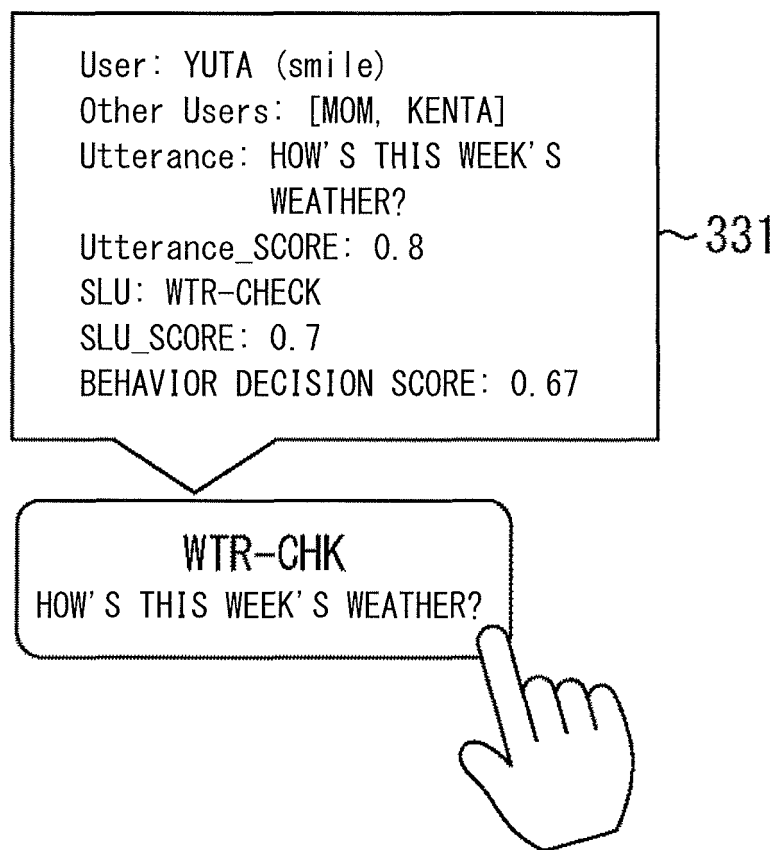 User: YUTA (smile)
Other Users: [MOM, KENTA]
Utterance: HOW'S THIS WEEK'S
WEATHER?
Utterance_SCORE: 0.8
SLU: WTR-CHECK
SLU_SCORE: 0.7
BEHAVIOR DECISION SCORE: 0.67
331
WTR-CHK
HOW'S THIS WEEK'S WEATHER?